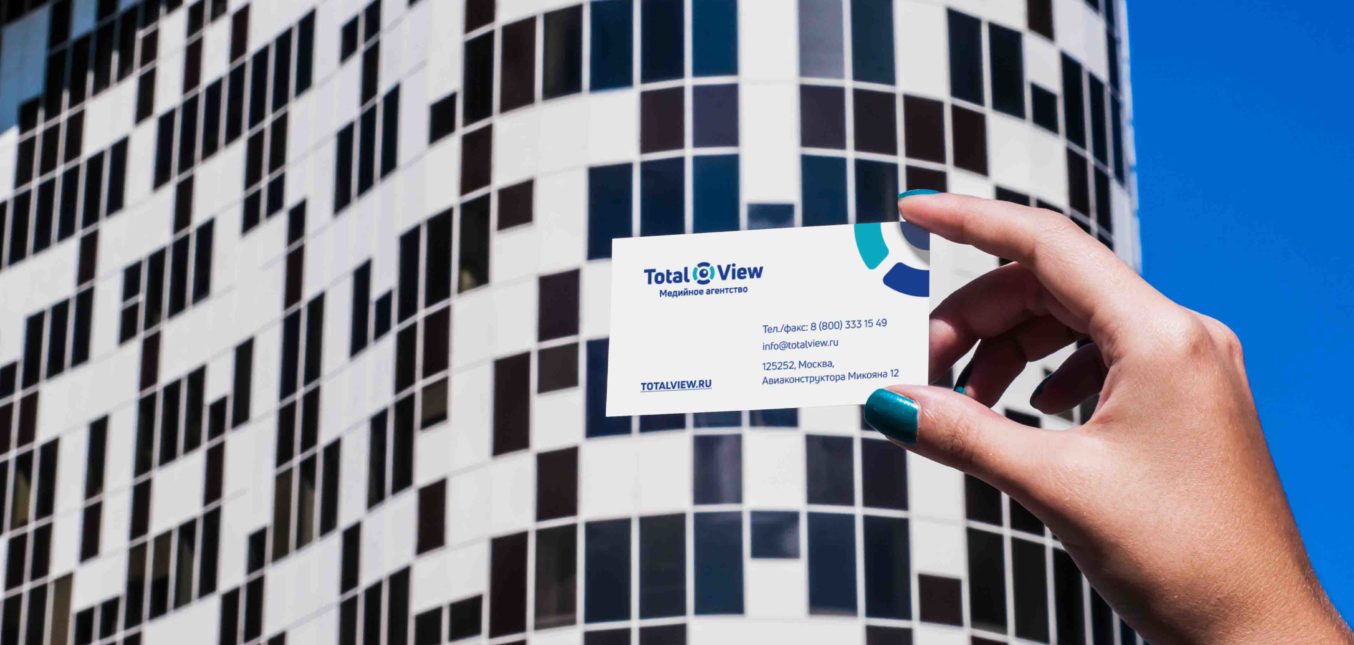 Total View
Медийное агентство
Тел./факс: 8 (800) 333 15 49
info@totalview.ru
125252, Москва,
Авиаконструктора Микояна 12
TOTALVIEW.RU